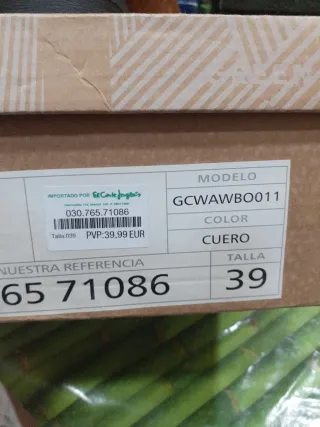 GREEN
IMPORTADO POR El Corte Inglés
030.765.71086
Talla:039 PVP:39,99 EUR
MODELO
GCWAWBO011
COLOR
CUERO
NUESTRA REFERENCIA
65 71086
TALLA
39